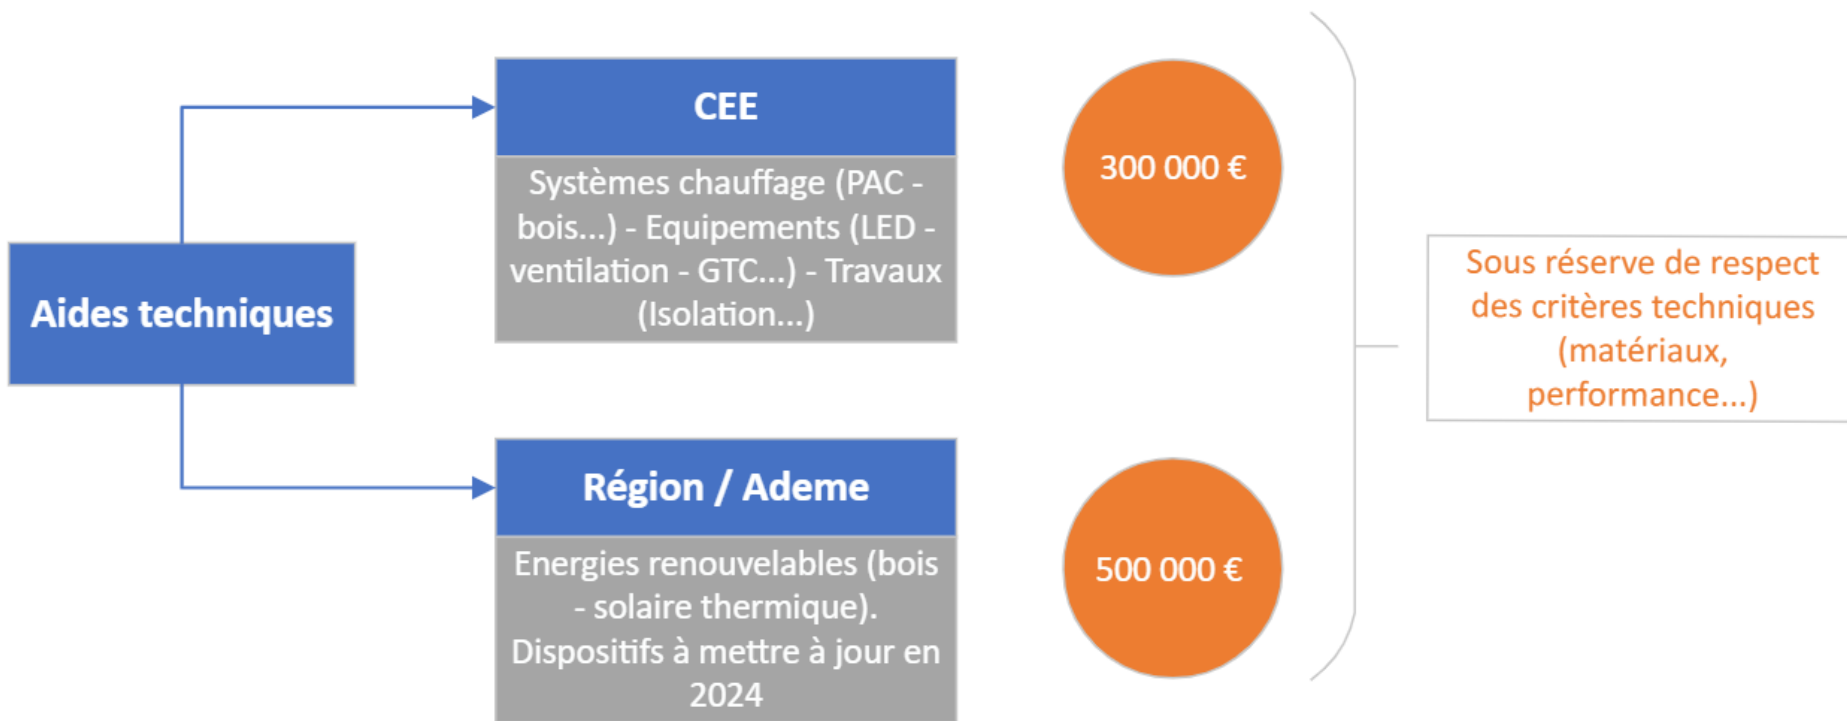 Aides techniques
CEE
Systèmes chauffage (PAC -
bois...) - Equipements (LED -
ventilation - GTC...) - Travaux
(Isolation...)
300 000 €
Région / Ademe
Energies renouvelables (bois
- solaire thermique).
Dispositifs à mettre à jour en
2024
500 000 €
Sous réserve de respect
des critères techniques
(matériaux,
performance...)